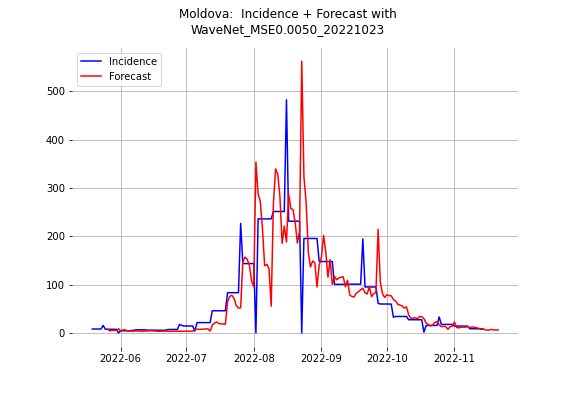 Moldova:  Incidence + Forecast with
WaveNet_MSE0.0050_20221023
Incidence
Forecast
500
400
300
200
100
0
2022-06 2022-07 2022-08 2022-09 2022-10 2022-11